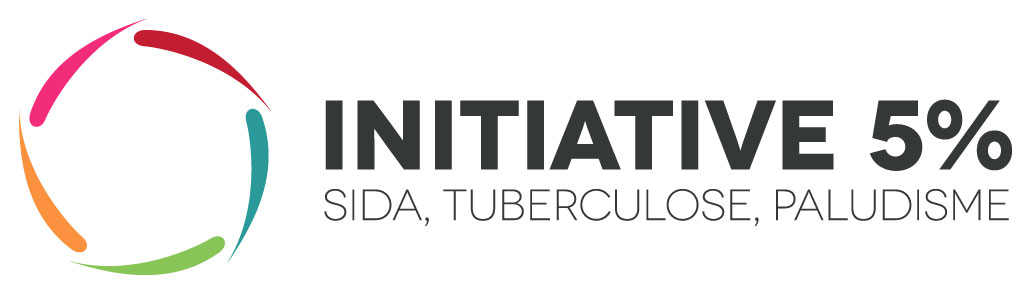 INITIATIVE 5%
SIDA, TUBERCULOSE, PALUDISME